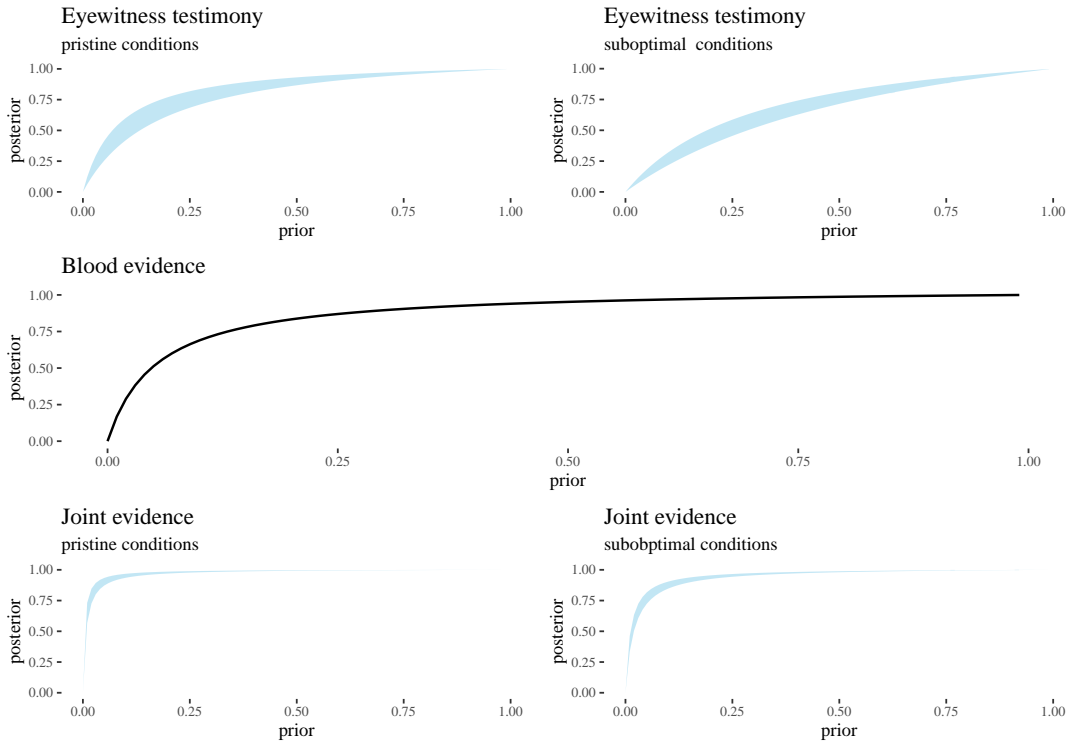 Eyewitness testimony
pristine conditions
1.00
0.75
0.50
0.25
0.00
posterior
0.00 0.25 0.50 0.75 1.00
prior
Eyewitness testimony
suboptimal  conditions
1.00
0.75
0.50
0.25
0.00
posterior
0.00 0.25 0.50 0.75 1.00
prior
Blood evidence
1.00
0.75
0.50
0.25
0.00
posterior
0.00 0.25 0.50 0.75 1.00
prior
Joint evidence
pristine conditions
1.00
0.75
0.50
0.25
0.00
posterior
0.00 0.25 0.50 0.75 1.00
prior
Joint evidence
subobptimal conditions
1.00
0.75
0.50
0.25
0.00
posterior
0.00 0.25 0.50 0.75 1.00
prior